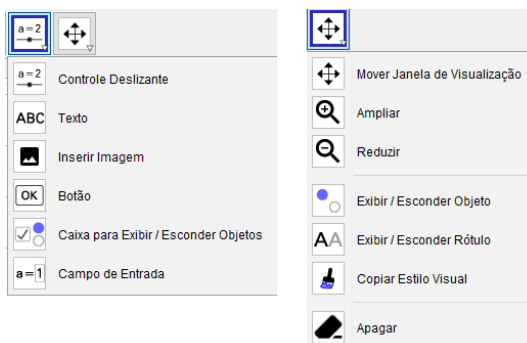 a=2
a=2
Controle Deslizante
ABC
Texto
Inserir Imagem
OK
Botão
Caixa para Exibir / Esconder Objetos
a=1
Campo de Entrada
Mover Janela de Visualização
Ampliar
Reduzir
Exibir / Esconder Objeto
AA
Exibir / Esconder Rótulo
Copiar Estilo Visual
Apagar